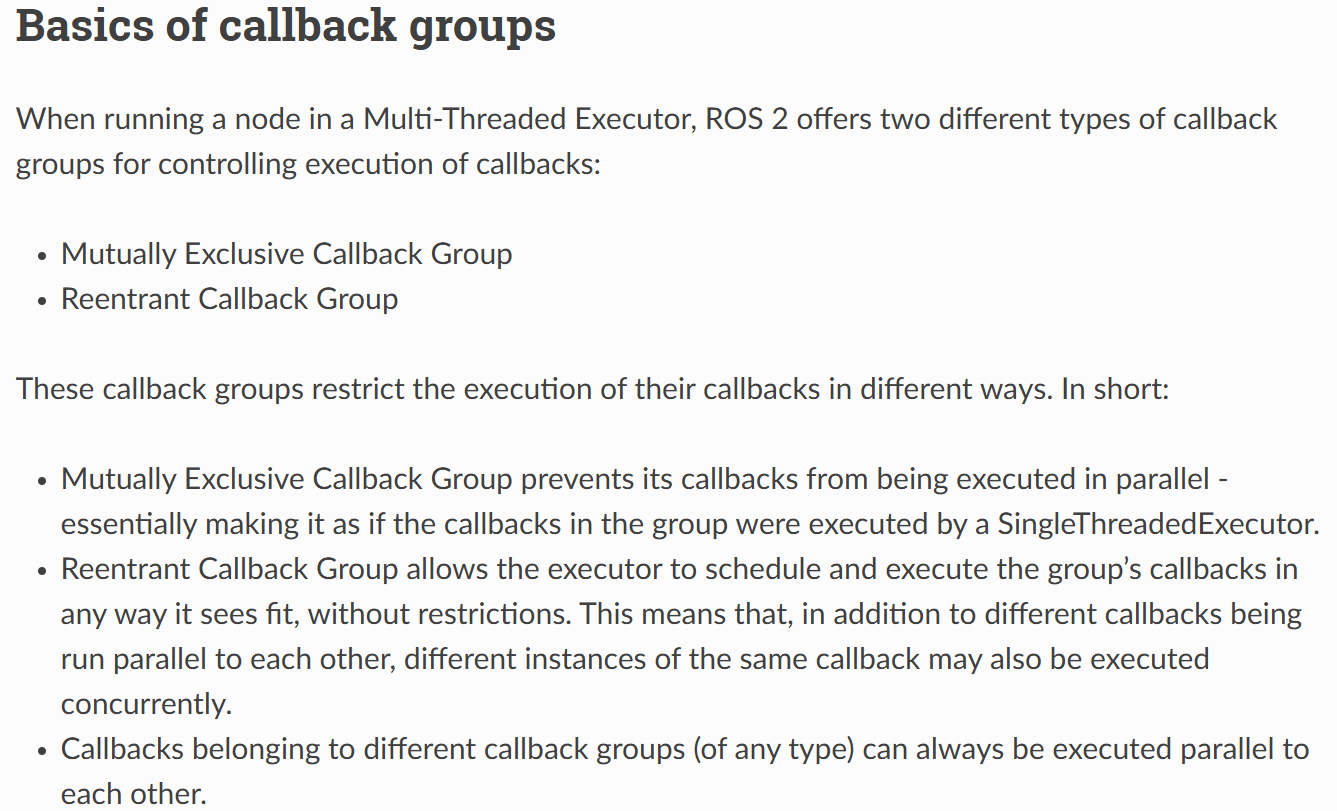 Basics of callback groups
When running a node in a Multi-Threaded Executor, ROS 2 offers two different types of callback
groups for controlling execution of callbacks:
• Mutually Exclusive Callback Group
• Reentrant Callback Group
These callback groups restrict the execution of their callbacks in different ways. In short:
• Mutually Exclusive Callback Group prevents its callbacks from being executed in parallel -
essentially making it as if the callbacks in the group were executed by a SingleThreadedExecutor.
• Reentrant Callback Group allows the executor to schedule and execute the group’s callbacks in
any way it sees fit, without restrictions. This means that, in addition to different callbacks being
run parallel to each other, different instances of the same callback may also be executed
concurrently.
• Callbacks belonging to different callback groups (of any type) can always be executed parallel to
each other.